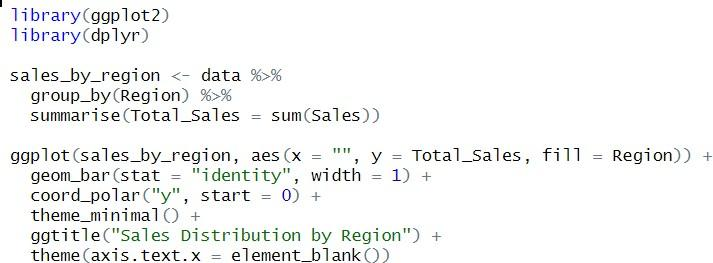 library(ggplot2)
library(dplyr)

sales_by_region <- data %>%
  group_by(Region) %>%
  summarise(Total_Sales = sum(Sales))

ggplot(sales_by_region, aes(x = "", y = Total_Sales, fill = Region)) +
  geom_bar(stat = "identity", width = 1) +
  coord_polar("y", start = 0) +
  theme_minimal() +
  ggtitle("Sales Distribution by Region") +
  theme(axis.text.x = element_blank())